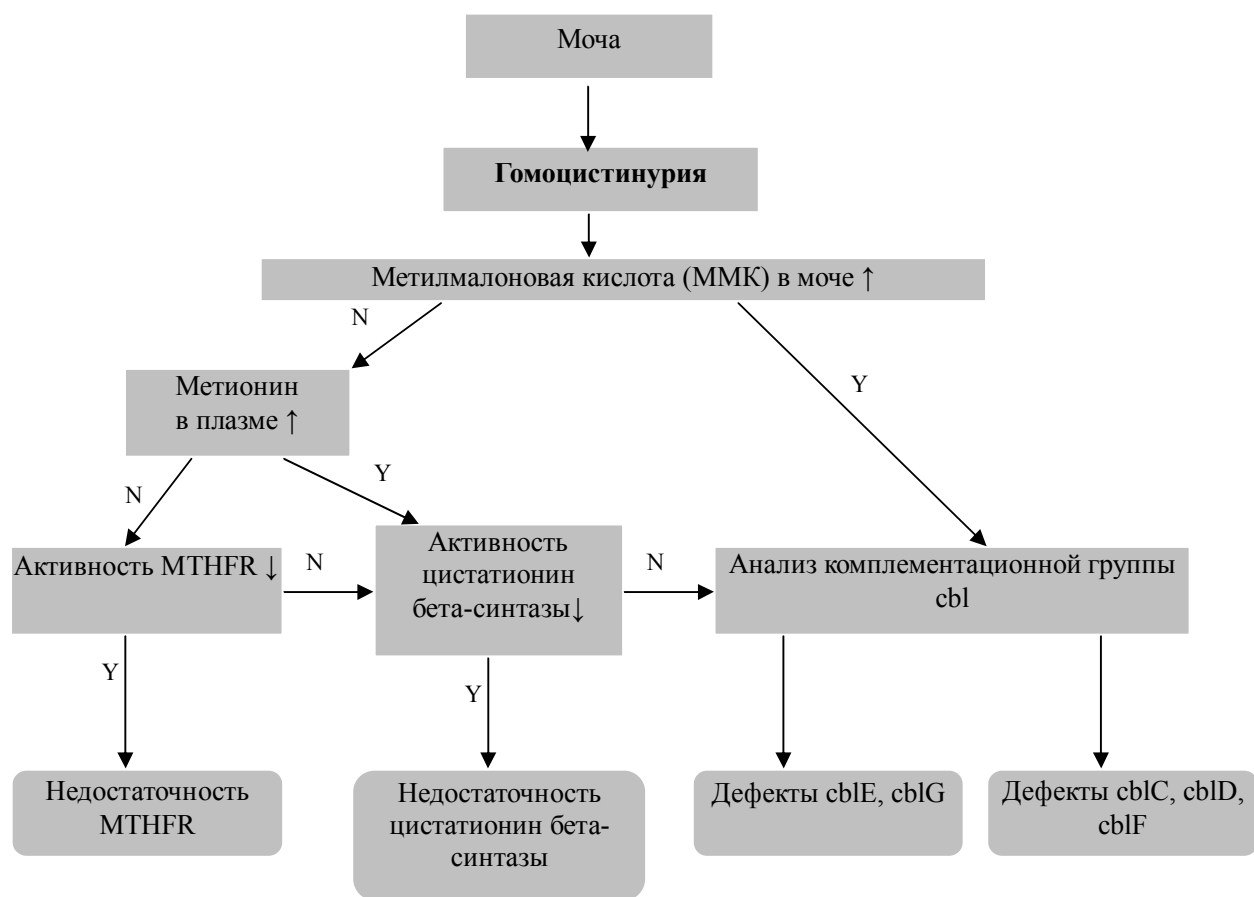 Моча
Гомоцистинурия
Метилмалоновая кислота (ММК) в моче ↑
N
Y
Метионин
в плазме ↑
N
Y
Активность MTHFR ↓
N
Активность
цистатионин
бета-синтазы↓
N
Анализ комплементационной группы
cbl
Y
Y
Недостаточность
MTHFR
Недостаточность
цистатионин бета-
синтазы
Дефекты cblE, cblG
Дефекты cblC, cblD,
cblF